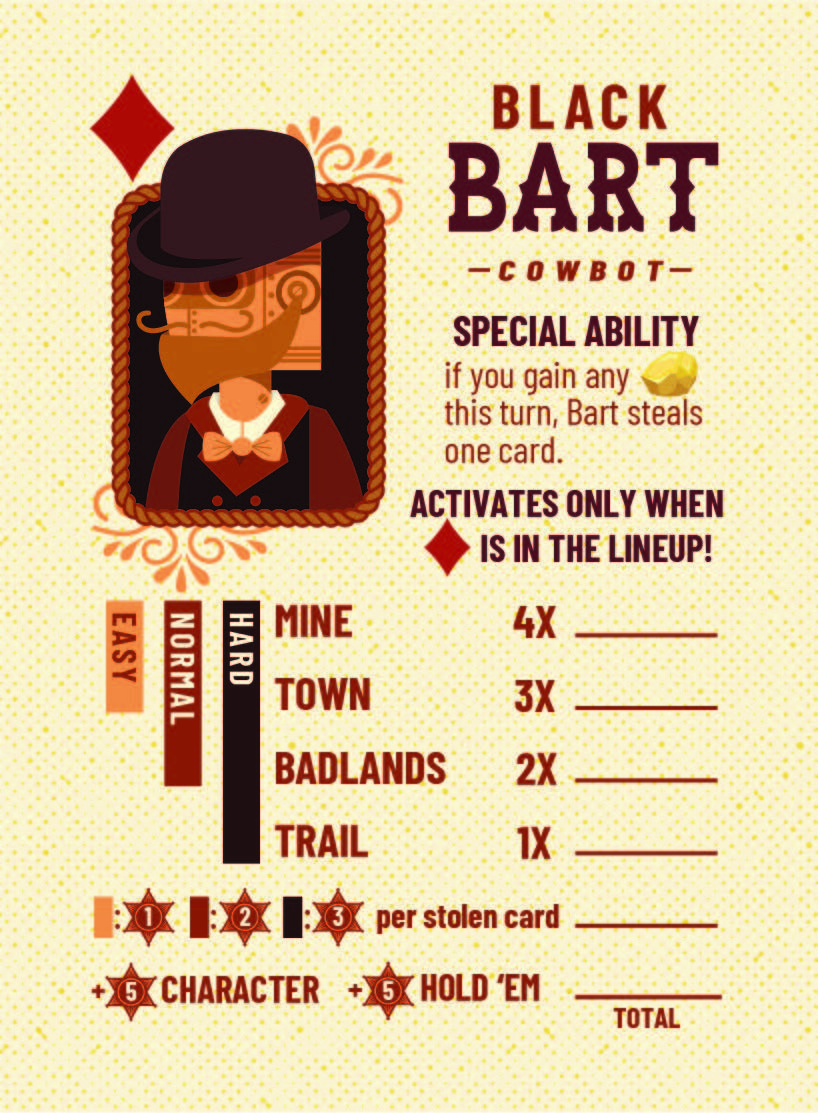 BLACK
BART
—COWBOT—
SPECIAL ABILITY
if you gain any
this turn, Bart steals
one card.
ACTIVATES ONLY WHEN
IS IN THE LINEUP!
EASY
NORMAL
HARD
MINE 4X
TOWN 3X
BADLANDS 2X
TRAIL 1X
: 1 : 2 : 3 per stolen card
+5 CHARACTER +5 HOLD ‘EM
TOTAL